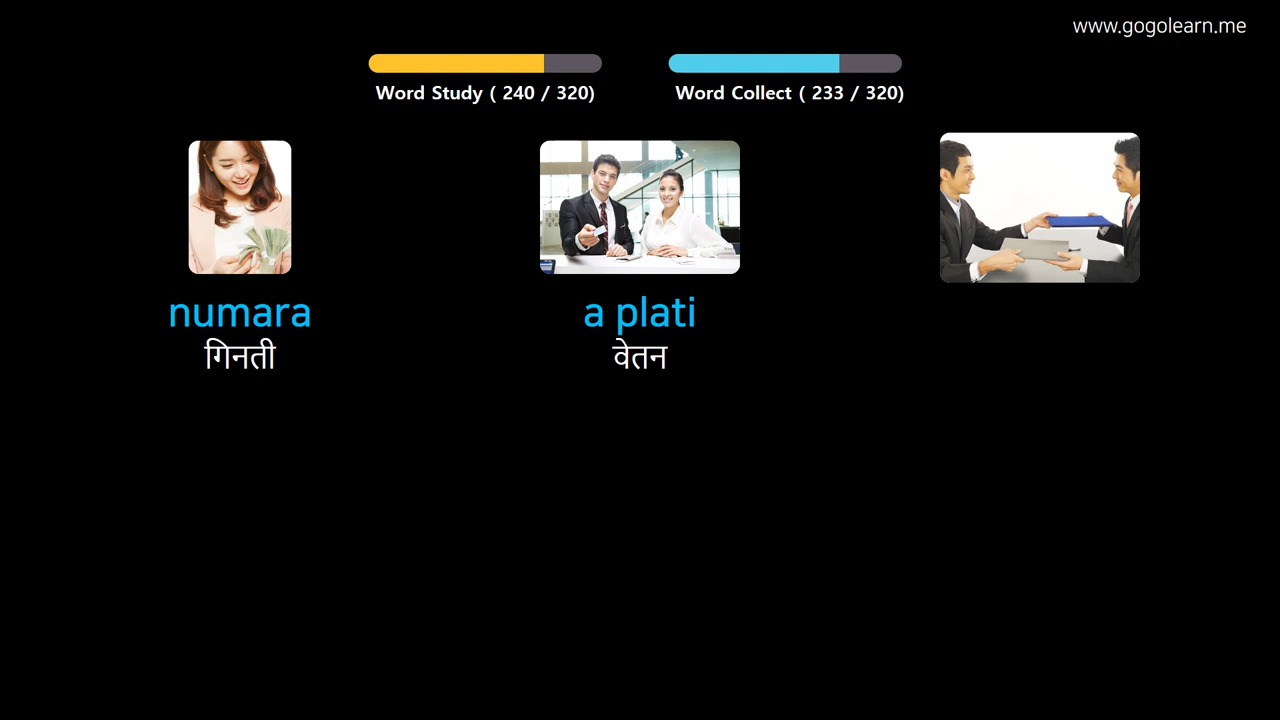 www.gogolearn.me
Word Study ( 240 / 320)
Word Collect ( 233 / 320)
numara
a plati
गिनती
वेतन